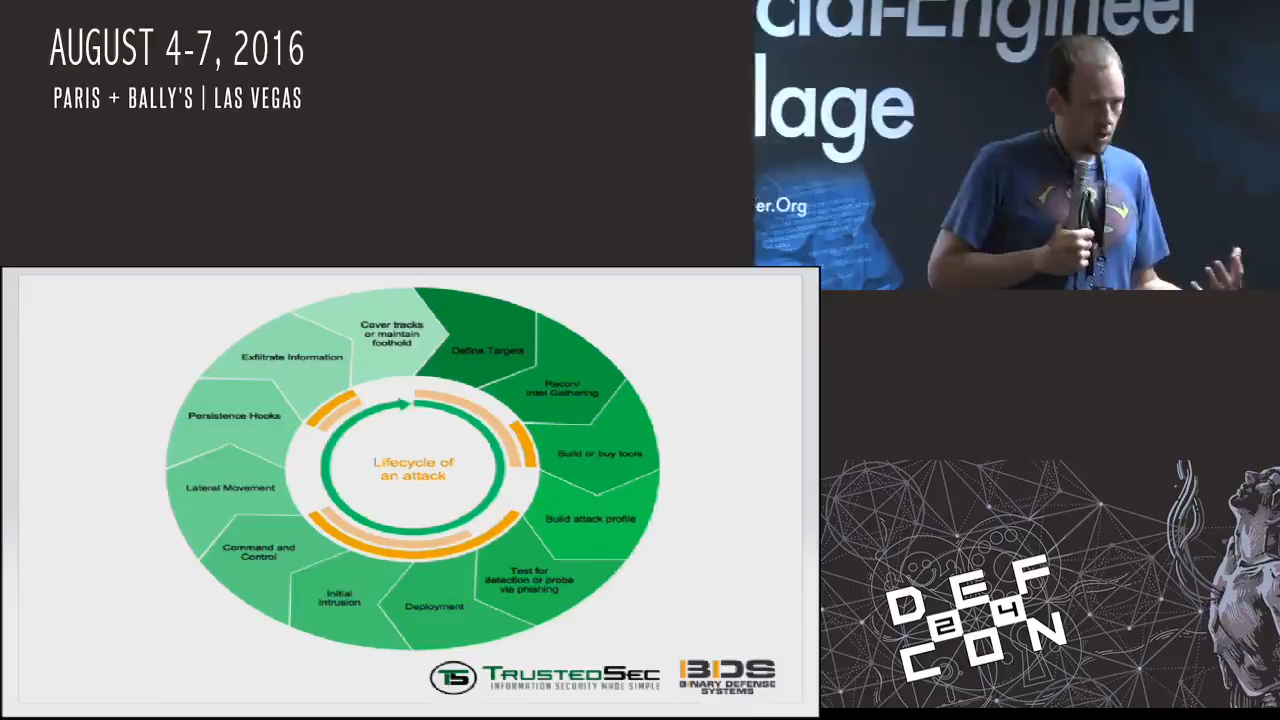 AUGUST 4-7, 2016
PARIS + BALLY'S | LAS VEGAS
cial-Engineer
lage
er.Org
Cover tracks
or maintain
foothold
Define Targets
Recon/
Intel Gathering
Build or buy tools
Build attack profile
Test for
detection or probe
via phishing
Deployment
Initial
Intrusion
Command and
Control
Lateral Movement
Persistence Hooks
Exfiltrate Information
Lifecycle of
an attack
TS
TRUSTEDSEC
INFORMATION SECURITY MADE SIMPLE
BDS
BINARY DEFENSE
SYSTEMS
DEF
24
CON